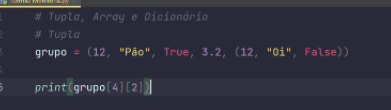 # Tupla, Array e Dicionário
# Tupla
grupo = (12, "Pão", True, 3.2, (12, "Oi", False))
print(grupo[4][2])